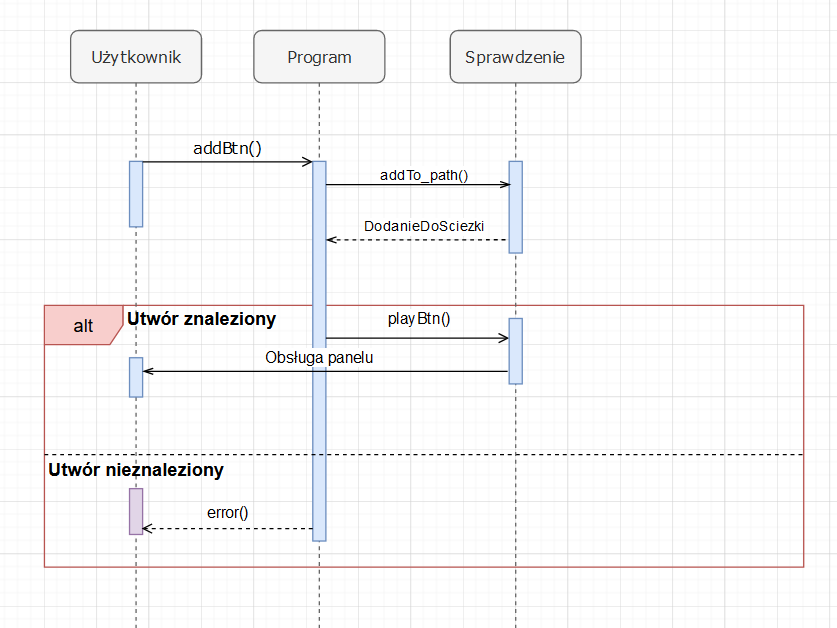 Użytkownik
Program
Sprawdzenie
addBtn()
addTo_path()
DodanieDoSciezki
alt
Utwór znaleziony
playBtn()
Obsługa panelu
Utwór nieznaleziony
error()